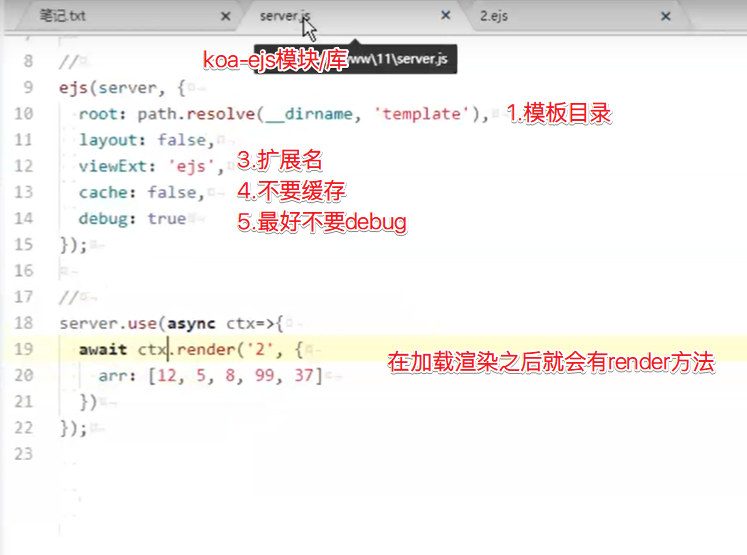 笔记.txt × server.js × 2.ejs ×
koa-ejs模块/库 www\11\server.js
7
8 //
9 ejs(server, {
10 root: path.resolve(__dirname, 'template'), 1.模板目录
11 layout: false,
12 viewExt: 'ejs', 3.扩展名
13 cache: false, 4.不要缓存
14 debug: true 5.最好不要debug
15 });
16
17 //
18 server.use(async ctx=>{
19 await ctx.render('2', { 在加载渲染之后就会有render方法
20 arr: [12, 5, 8, 99, 37]
21 })
22 });
23